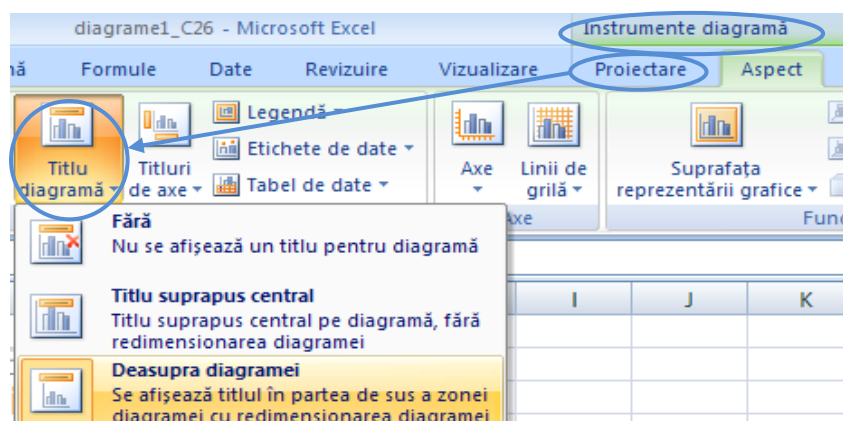 diagrame1_C26 - Microsoft Excel
Instrumente diagramă
nă Formule Date Revizuire Vizualizare Proiectare Aspect
Legendă
Etichete de date
Tabel de date
Titlu
diagramă
Titluri
de axe
Axe
Linii de
grilă
Suprafața
reprezentării grafice
Axe
Func
Fără
Nu se afișează un titlu pentru diagramă
Titlu suprapus central
Titlu suprapus central pe diagramă, fără
redimensionarea diagramei
Deasupra diagramei
Se afișează titlul în partea de sus a zonei
diagramei cu redimensionarea diagramei
I J K